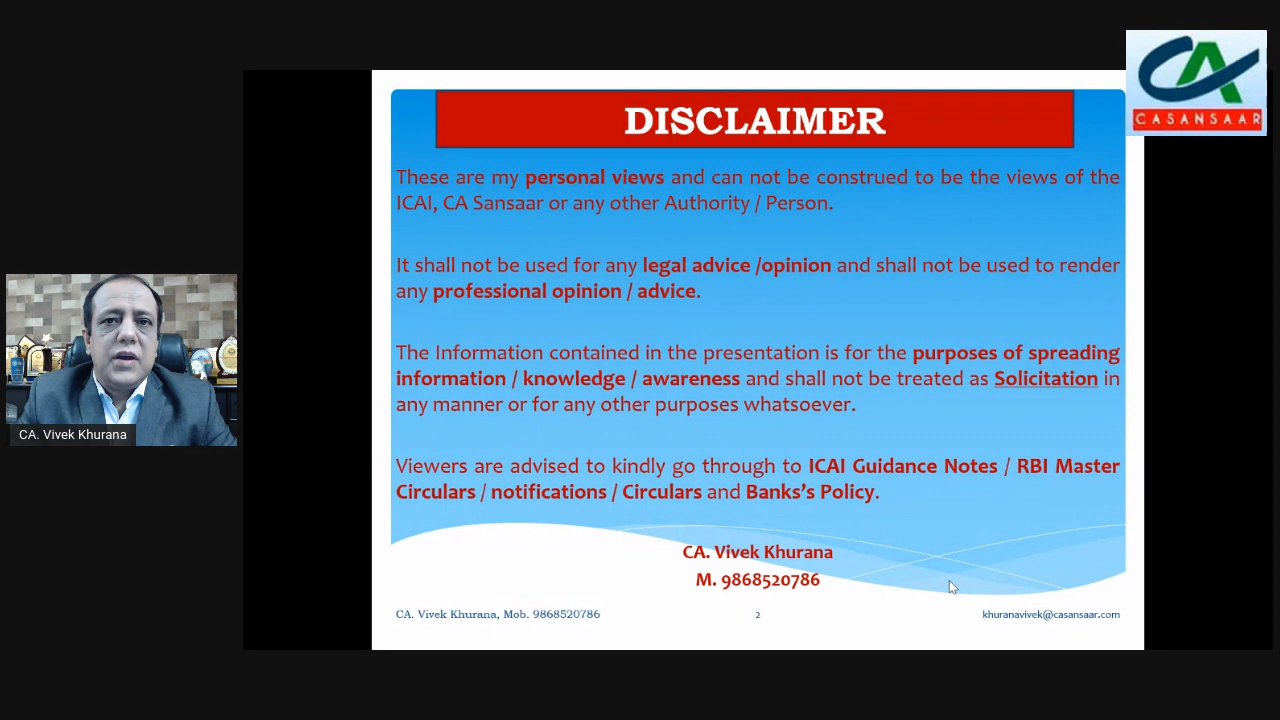 CASANSAAR
DISCLAIMER
These are my personal views and can not be construed to be the views of the
ICAI, CA Sansaar or any other Authority / Person.
It shall not be used for any legal advice /opinion and shall not be used to render
any professional opinion / advice.
The Information contained in the presentation is for the purposes of spreading
information / knowledge / awareness and shall not be treated as Solicitation in
any manner or for any other purposes whatsoever.
Viewers are advised to kindly go through to ICAI Guidance Notes / RBI Master
Circulars / notifications / Circulars and Banks's Policy.
CA. Vivek Khurana
M. 9868520786
CA. Vivek Khurana, Mob. 9868520786
2
khuranavivek@casansaar.com
CA. Vivek Khurana